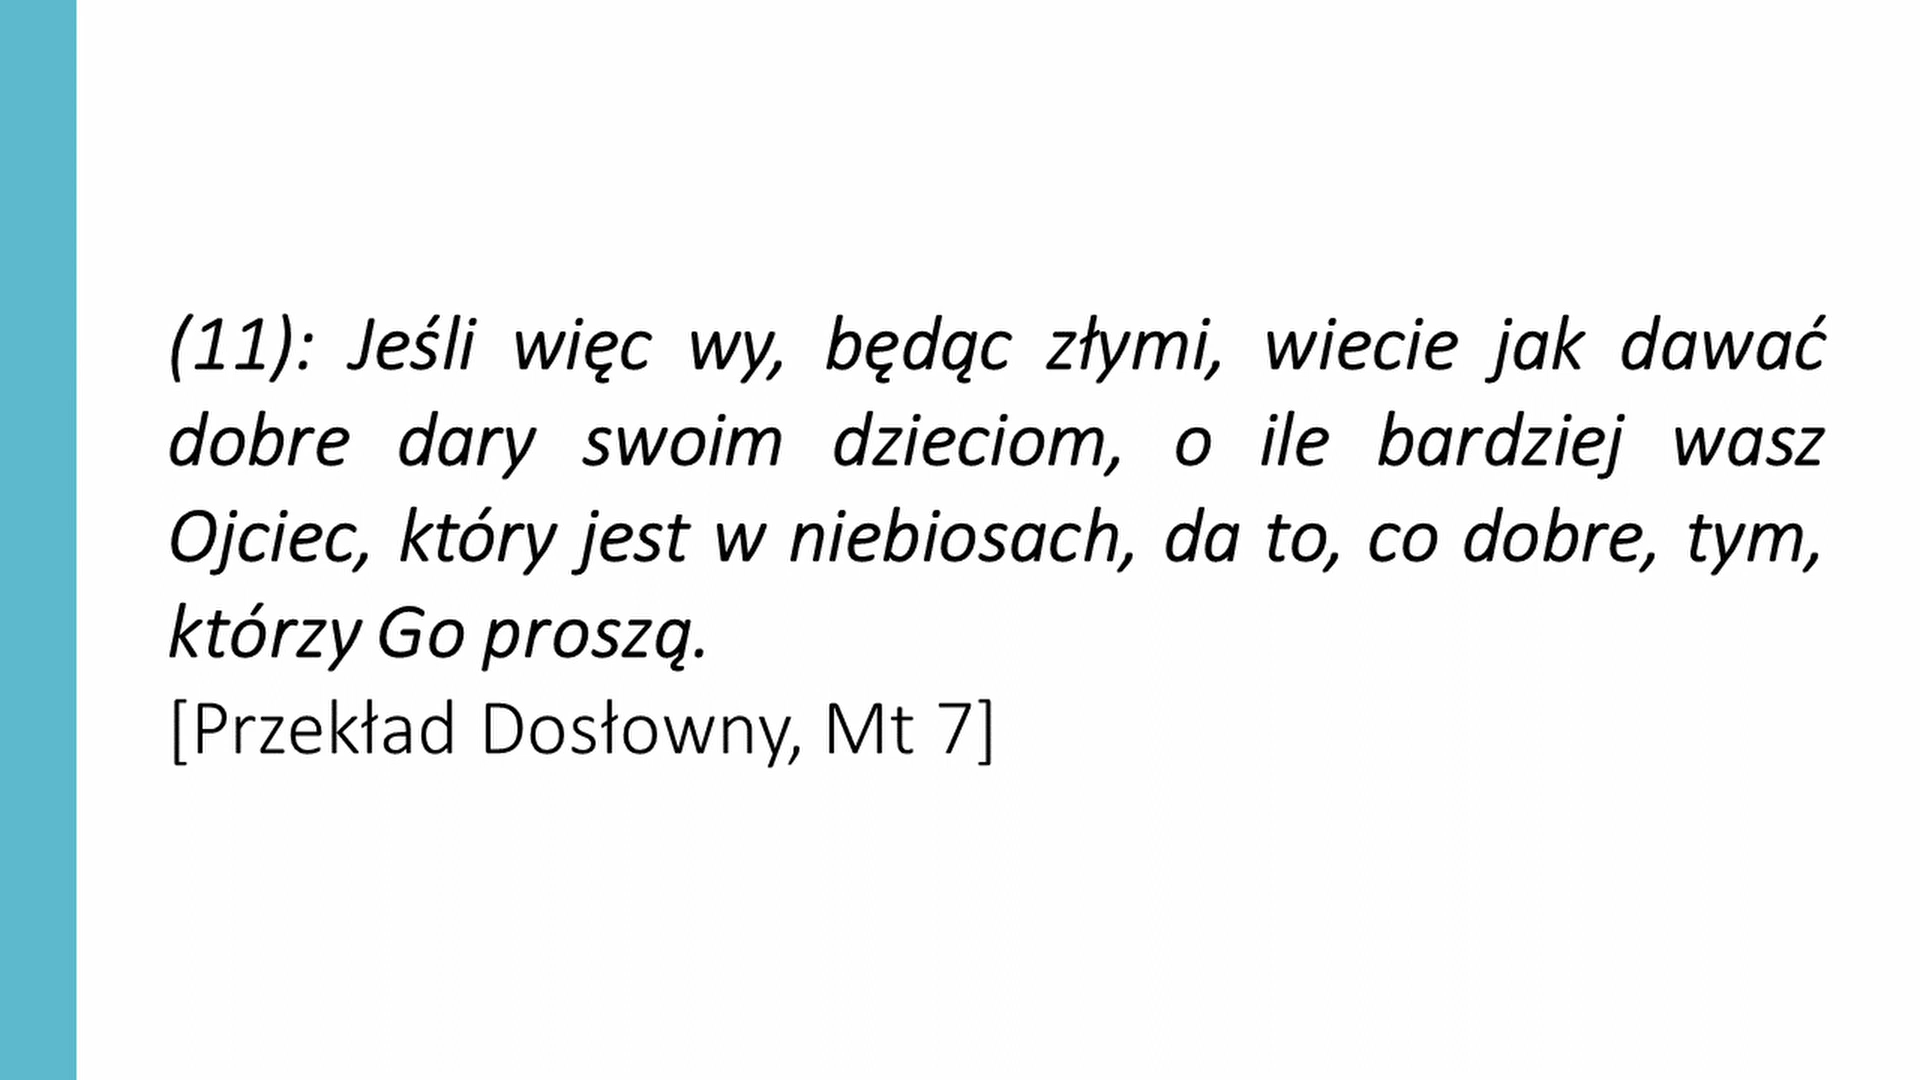 (11): Jeśli więc wy, będąc złymi, wiecie jak dawać
dobre dary swoim dzieciom, o ile bardziej wasz
Ojciec, który jest w niebiosach, da to, co dobre, tym,
którzy Go proszą.
[Przekład Dosłowny, Mt 7]